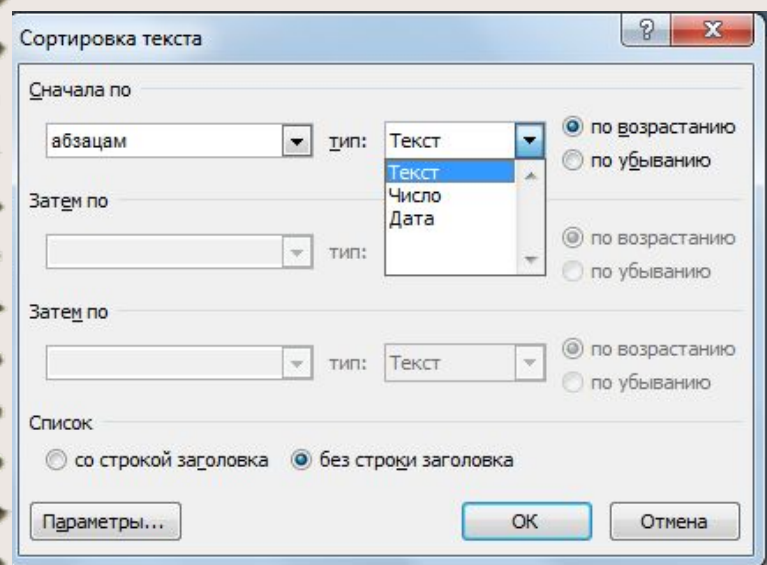 Сортировка текста
Сначала по
абзацам тип: Текст по возрастанию
по убыванию
Текст
Число
Дата
Затем по
тип: по возрастанию
по убыванию
Затем по
тип: Текст по возрастанию
по убыванию
Список
со строкой заголовка без строки заголовка
Параметры... ОК Отмена